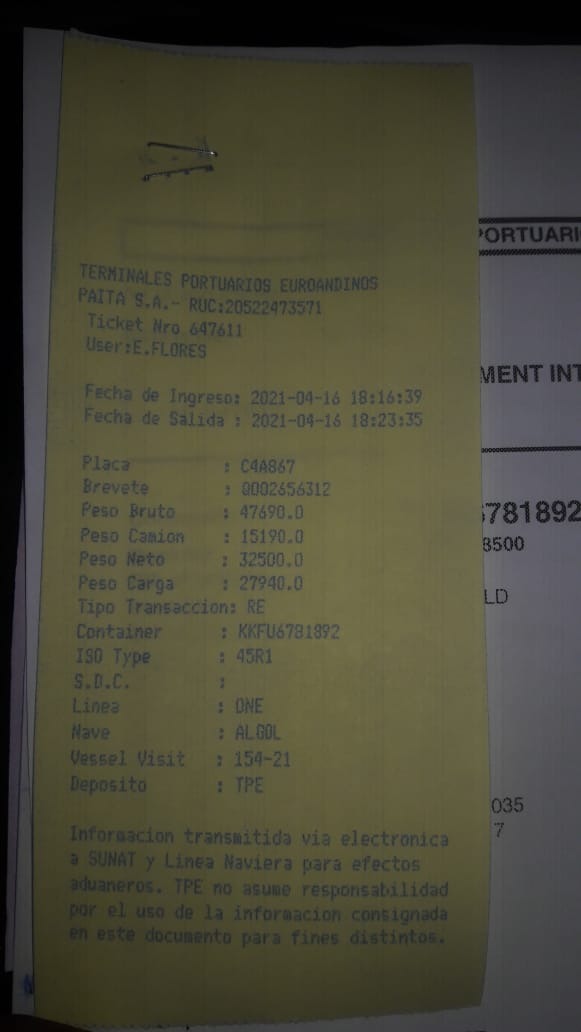 TERMINALES PORTUARIOS EUROANDINOS
PAITA S.A.- RUC:20522473571
Ticket Nro 647611
User:E.FLORES
Fecha de Ingreso: 2021-04-16 18:16:39
Fecha de Salida : 2021-04-16 18:23:35
Placa : C4A867
Brevete : Q002656312
Peso Bruto : 47690.0
Peso Camion : 15190.0
Peso Neto : 32500.0
Peso Carga : 27940.0
Tipo Transaccion: RE
Container : KKFU6781892
ISO Type : 45R1
S.D.C. :
Linea : ONE
Nave : ALGOL
Vessel Visit : 154-21
Deposito : TPE
Informacion transmitida via electronica
a SUNAT y Linea Naviera para efectos
aduaneros. TPE no asume responsabilidad
por el uso de la informacion consignada
en este documento para fines distintos.
PORTUARI
MENT INT
6781892
8500
LD
035
7